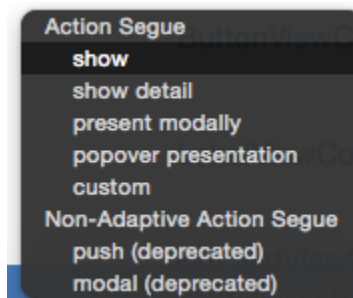 Action Segue
show
show detail
present modally
popover presentation
custom
Non-Adaptive Action Segue
push (deprecated)
modal (deprecated)